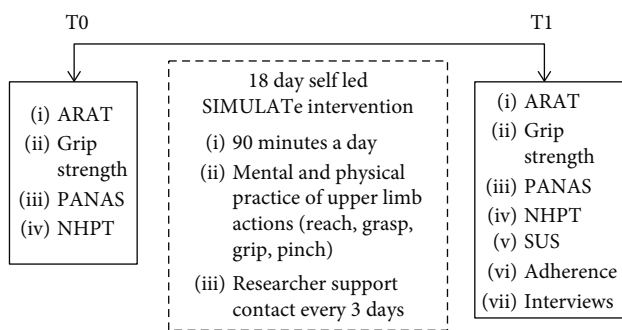 T0
T1
(i) ARAT
(ii) Grip
strength
(iii) PANAS
(iv) NHPT
18 day self led
SIMULATe intervention
(i) 90 minutes a day
(ii) Mental and physical
practice of upper limb
actions (reach, grasp,
grip, pinch)
(iii) Researcher support
contact every 3 days
(i) ARAT
(ii) Grip
strength
(iii) PANAS
(iv) NHPT
(v) SUS
(vi) Adherence
(vii) Interviews